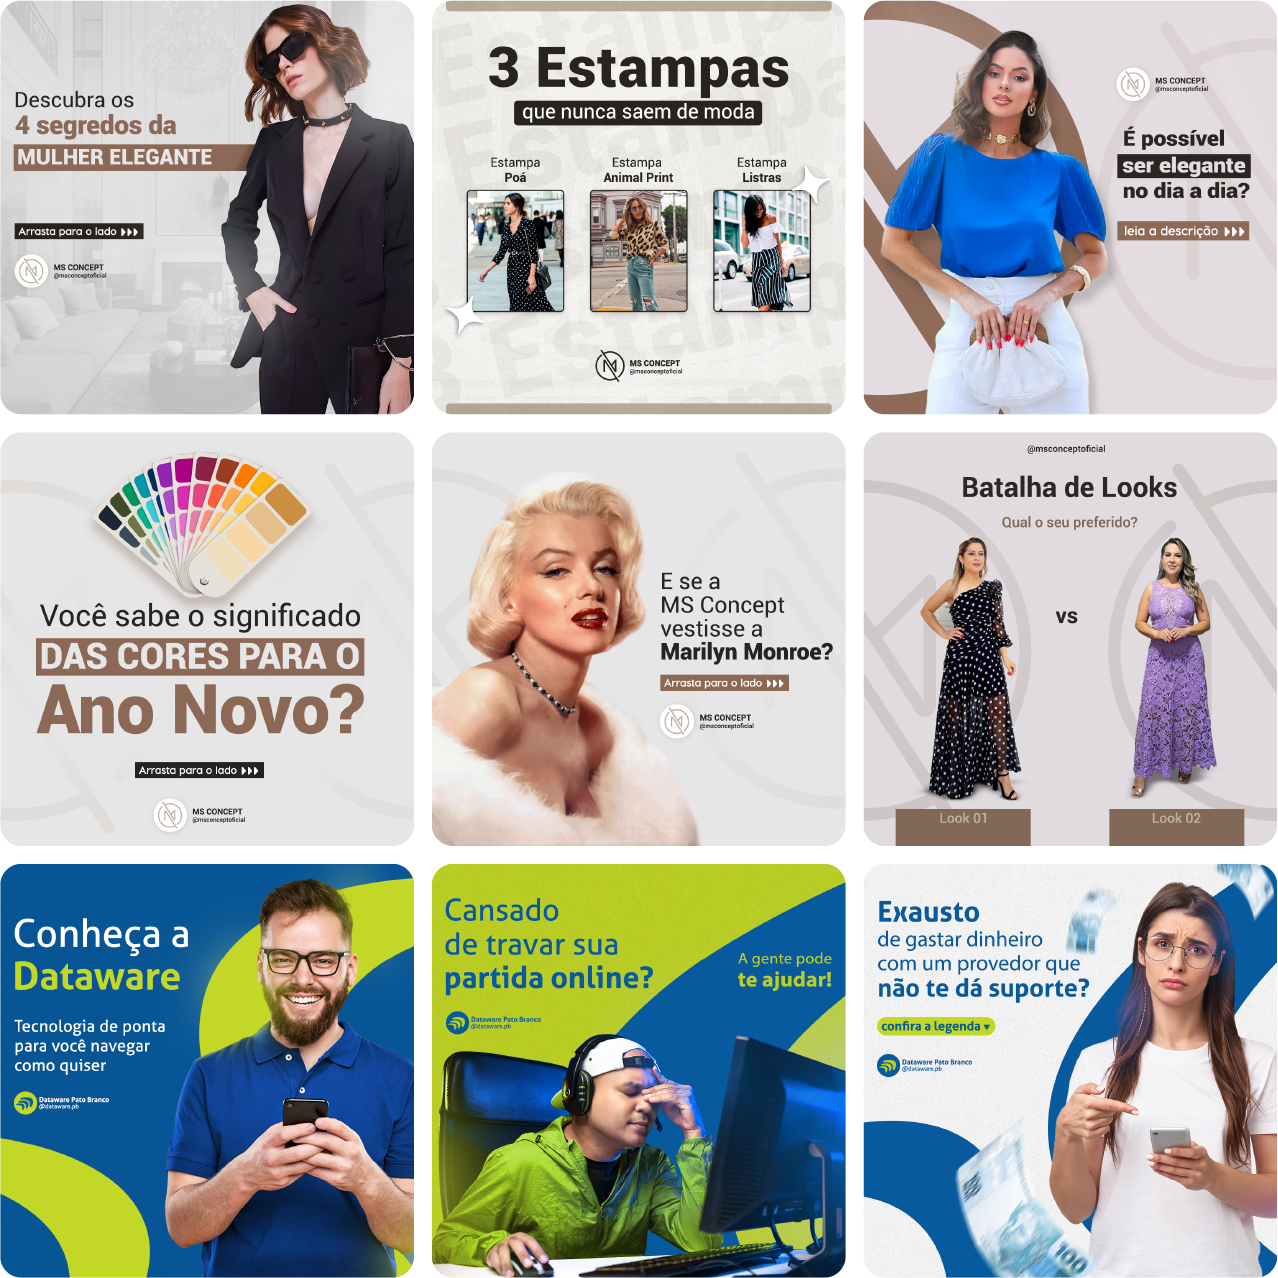 Descubra os
4 segredos da
MULHER ELEGANTE
Arrasta para o lado
MS CONCEPT
@msconceptoficial
3 Estampas
que nunca saem de moda
Estampa
Poá
Estampa
Animal Print
Estampa
Listras
MS CONCEPT
@msconceptoficial
MS CONCEPT
@msconceptoficial
É possível
ser elegante
no dia a dia?
leia a descrição
Você sabe o significado
DAS CORES PARA O
Ano Novo?
Arrasta para o lado
MS CONCEPT
@msconceptoficial
E se a
MS Concept
vestisse a
Marilyn Monroe?
Arrasta para o lado
MS CONCEPT
@msconceptoficial
@msconceptoficial
Batalha de Looks
Qual o seu preferido?
vs
Look 01
Look 02
Conheça a
Dataware
Tecnologia de ponta
para você navegar
como quiser
Dataware Pato Branco
@dataware.pb
Cansado
de travar sua
partida online?
A gente pode
te ajudar!
Dataware Pato Branco
@dataware.pb
Exausto
de gastar dinheiro
com um provedor que
não te dá suporte?
confira a legenda
Dataware Pato Branco
@dataware.pb